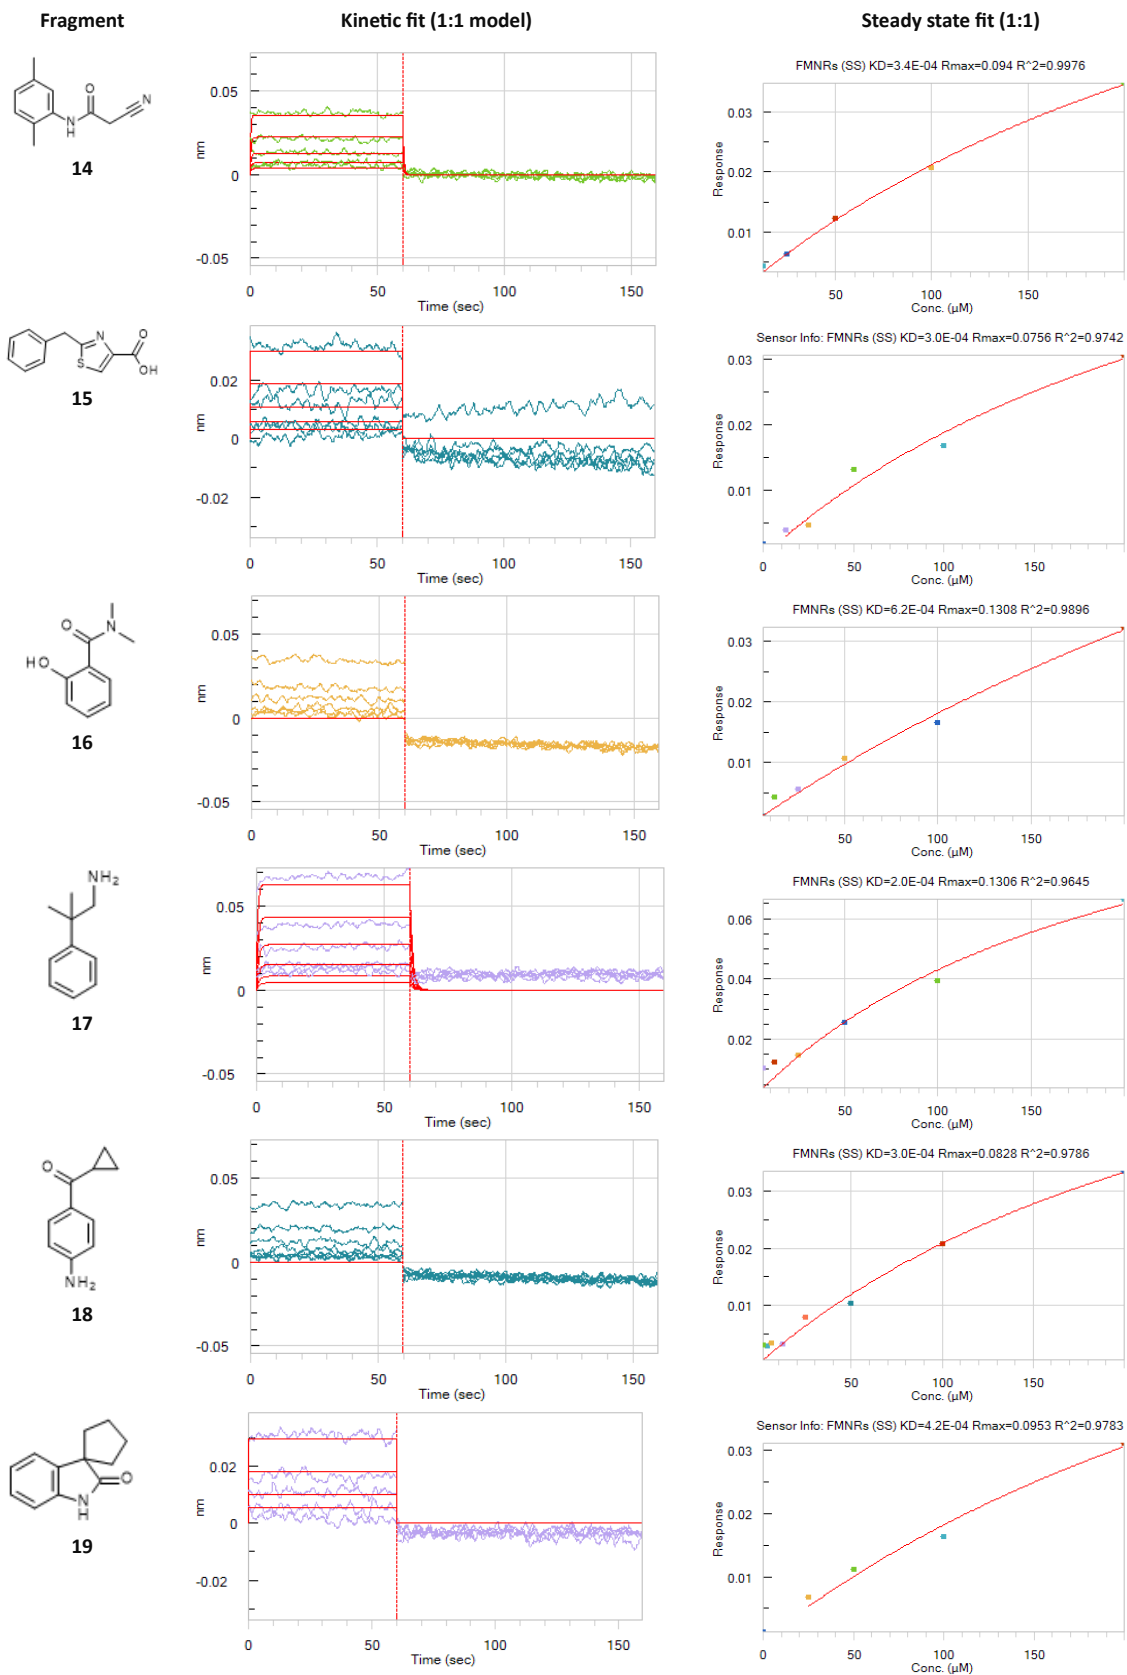 Fragment Kinetic fit (1:1 model) Steady state fit (1:1)
FMNRs (SS) KD=3.4E-04 Rmax=0.094 R^2=0.9976
O
N
N
H
14
nm
0.05
0
-0.05
0 50 100 150
Time (sec)
Response
0.03
0.02
0.01
50 100 150
Conc. (µM)
Sensor Info: FMNRs (SS) KD=3.0E-04 Rmax=0.0756 R^2=0.9742
N
S
O
OH
15
nm
0.02
0
-0.02
0 50 100 150
Time (sec)
Response
0.03
0.02
0.01
0 50 100 150
Conc. (µM)
FMNRs (SS) KD=6.2E-04 Rmax=0.1308 R^2=0.9896
O
N
HO
16
nm
0.05
0
-0.05
0 50 100 150
Time (sec)
Response
0.03
0.02
0.01
50 100 150
Conc. (µM)
FMNRs (SS) KD=2.0E-04 Rmax=0.1306 R^2=0.9645
NH2
17
nm
0.05
0
-0.05
0 50 100 150
Time (sec)
Response
0.06
0.04
0.02
50 100 150
Conc. (µM)
FMNRs (SS) KD=3.0E-04 Rmax=0.0828 R^2=0.9786
O
NH2
18
nm
0.05
0
-0.05
0 50 100 150
Time (sec)
Response
0.03
0.02
0.01
50 100 150
Conc. (µM)
Sensor Info: FMNRs (SS) KD=4.2E-04 Rmax=0.0953 R^2=0.9783
O
N
H
19
nm
0.02
0
-0.02
0 50 100 150
Time (sec)
Response
0.03
0.02
0.01
0 50 100 150
Conc. (µM)